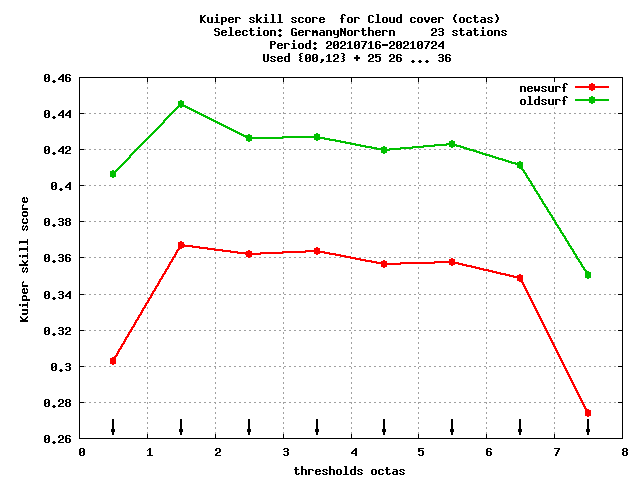 Kuiper skill score  for Cloud cover (octas)
Selection: GermanyNorthern     23 stations
Period: 20210716-20210724
Used {00,12} + 25 26 ... 36
newsurf
oldsurf
Kuiper skill score
0.46
0.44
0.42
0.4
0.38
0.36
0.34
0.32
0.3
0.28
0.26
0 1 2 3 4 5 6 7 8
thresholds octas